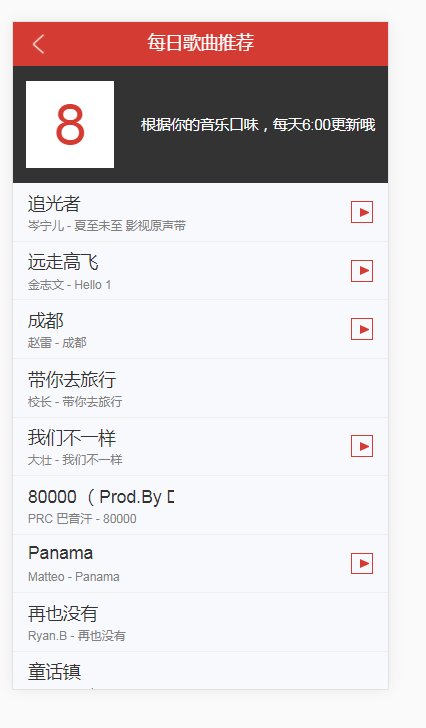 每日歌曲推荐
8
根据你的音乐口味，每天6:00更新哦
追光者
岑宁儿 - 夏至未至 影视原声带
远走高飞
金志文 - Hello 1
成都
赵雷 - 成都
带你去旅行
校长 - 带你去旅行
我们不一样
大壮 - 我们不一样
80000（ Prod.By D
PRC 巴音汗 - 80000
Panama
Matteo - Panama
再也没有
Ryan.B - 再也没有
童话镇